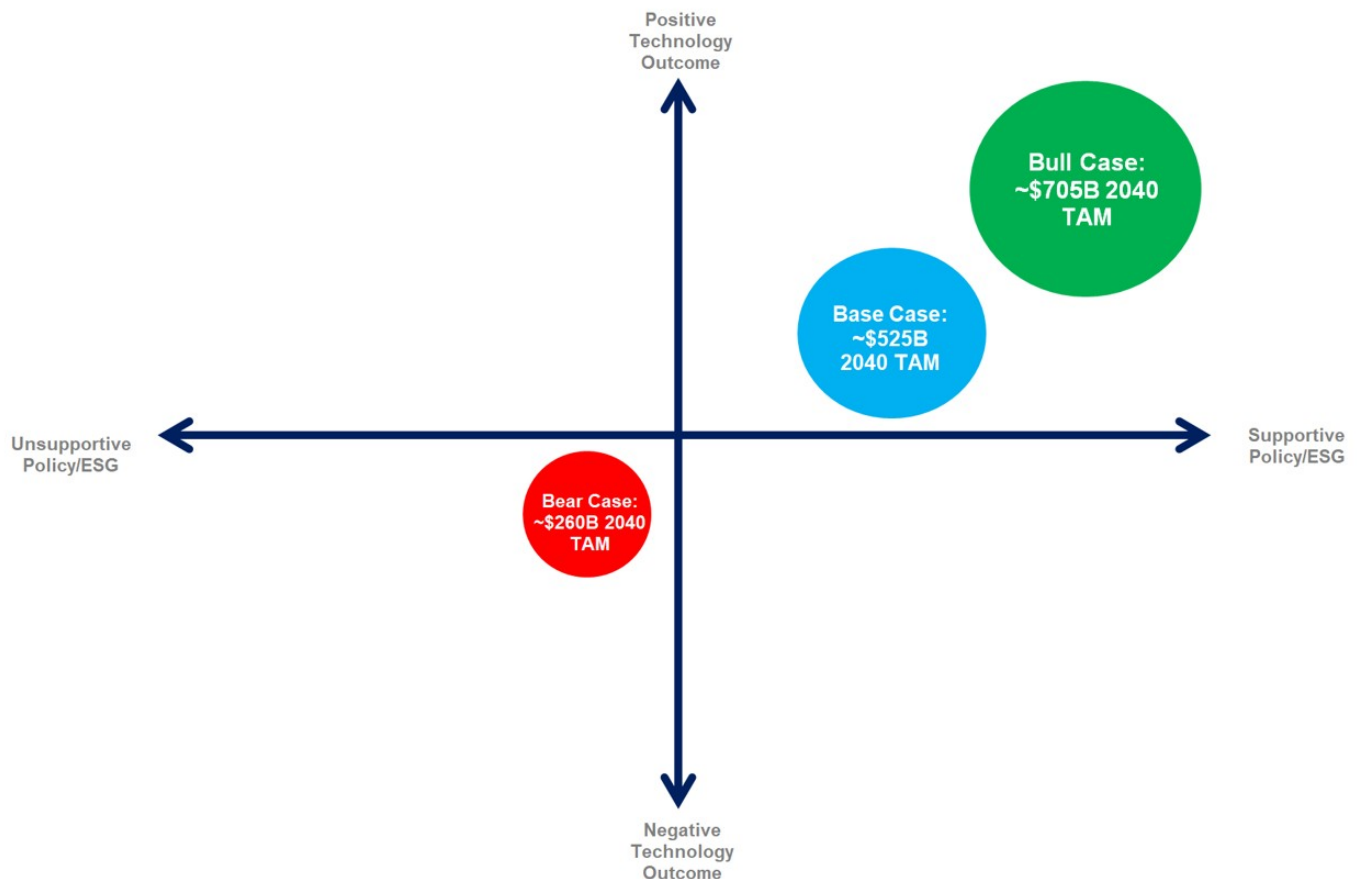 Positive
Technology
Outcome
Bull Case:
~$705B 2040
TAM
Base Case:
~$525B
2040 TAM
Unsupportive
Policy/ESG
Supportive
Policy/ESG
Bear Case:
~$260B 2040
TAM
Negative
Technology
Outcome